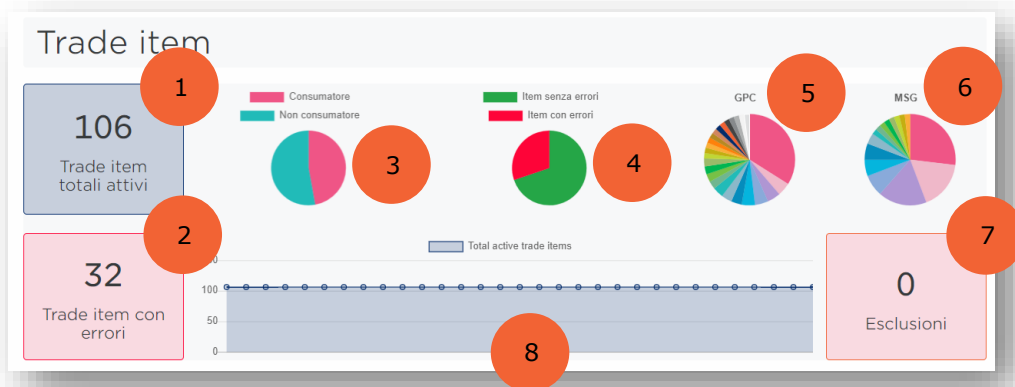 Trade item
1
106
Trade item
totali attivi
Consumatore
Non consumatore
3
Item senza errori
Item con errori
4
GPC
5
MSG
6
2
32
Trade item con
errori
Total active trade items
100
50
0
8
7
0
Esclusioni